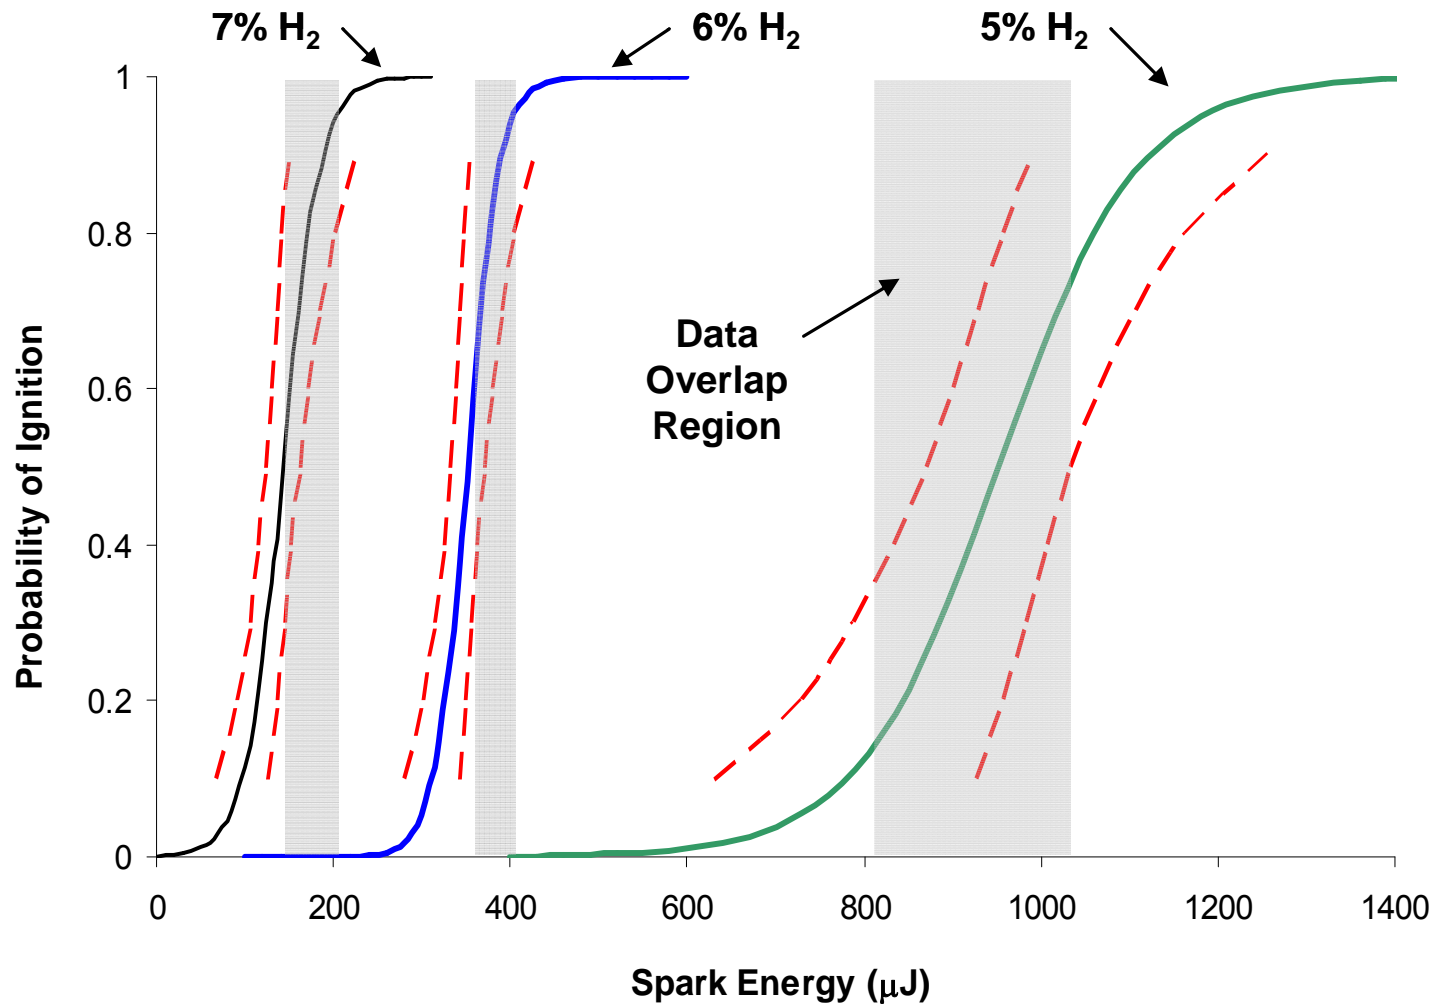 7% H₂
6% H₂
5% H₂
1
0.8
0.6
0.4
0.2
0
Probability of Ignition
Data
Overlap
Region
0 200 400 600 800 1000 1200 1400
Spark Energy (μJ)